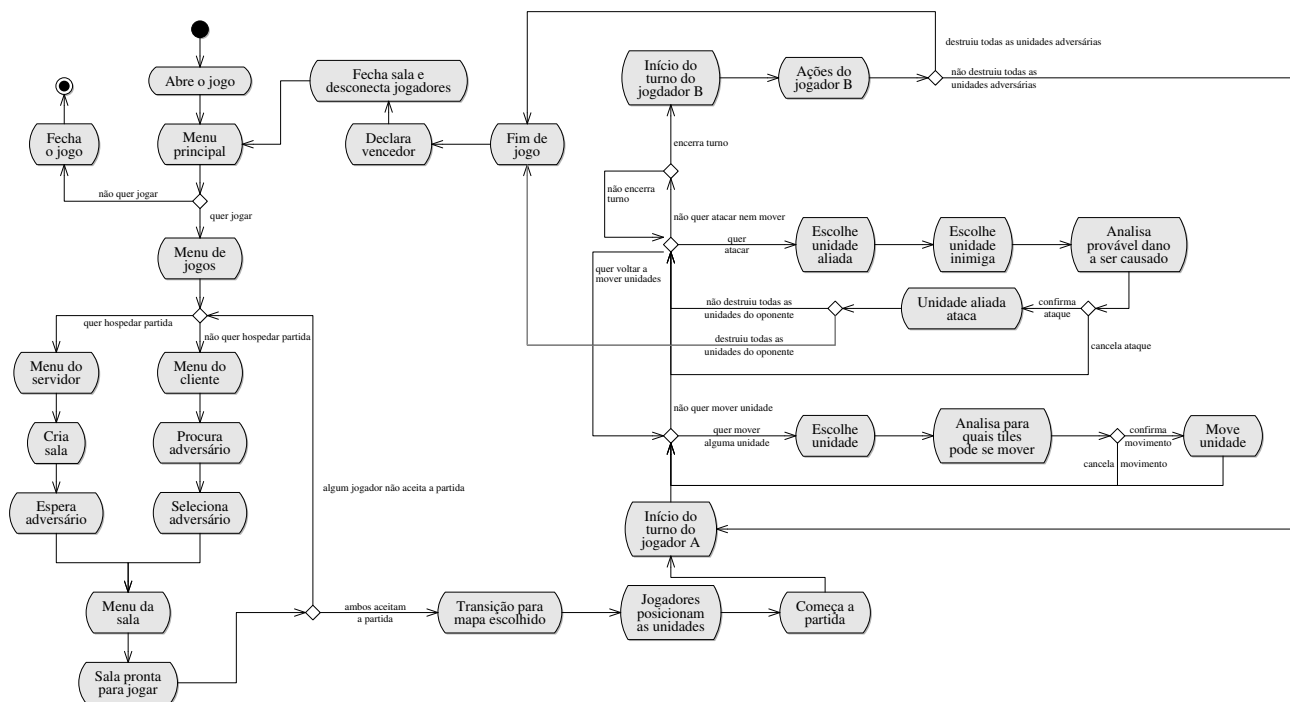 Abre o jogo
Fecha
o jogo
Menu
principal
Fecha sala e
desconecta jogadores
Declara
vencedor
Fim de
jogo
não quer jogar
quer jogar
Menu de
jogos
quer hospedar partida
não quer hospedar partida
Menu do
servidor
Menu do
cliente
Cria
sala
Procura
adversário
Espera
adversário
Seleciona
adversário
algum jogador não aceita a partida
Menu da
sala
Sala pronta
para jogar
ambos aceitam
a partida
Transição para
mapa escolhido
Jogadores
posicionam
as unidades
Começa a
partida
Início do
turno do
jogador A
não quer mover unidade
quer mover
alguma unidade
Escolhe
unidade
Analisa para
quais tiles
pode se mover
confirma
movimento
cancela
movimento
Move
unidade
quer voltar a
mover unidades
não quer atacar nem mover
quer
atacar
Escolhe
unidade
aliada
Escolhe
unidade
inimiga
Analisa
provável dano
a ser causado
confirma
ataque
cancela ataque
Unidade aliada
ataca
não destruiu todas as
unidades do oponente
destruiu todas as
unidades do oponente
não encerra
turno
encerra turno
Início do
turno do
jogdador B
Ações do
jogador B
destruiu todas as unidades adversárias
não destruiu todas as
unidades adversárias